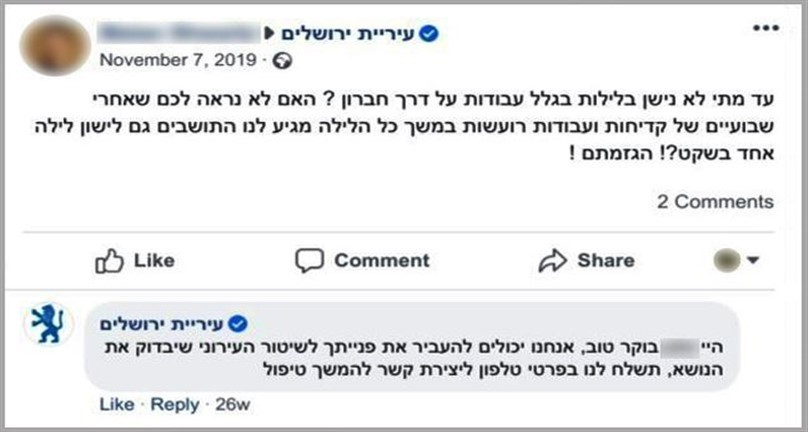 עיריית ירושלים
November 7, 2019 ·
עד מתי לא נישן בלילות בגלל עבודות על דרך חברון ? האם לא נראה לכם שאחרי
שבועיים של קדיחות ועבודות רועשות במשך כל הלילה מגיע לנו התושבים גם לישון לילה
אחד בשקט?! הגזמתם !
2 Comments
Like Comment Share
עיריית ירושלים
היי בוקר טוב, אנחנו יכולים להעביר את פנייתך לשיטור העירוני שיבדוק את
הנושא, תשלח לנו בפרטי טלפון ליצירת קשר להמשך טיפול
Like · Reply · 26w